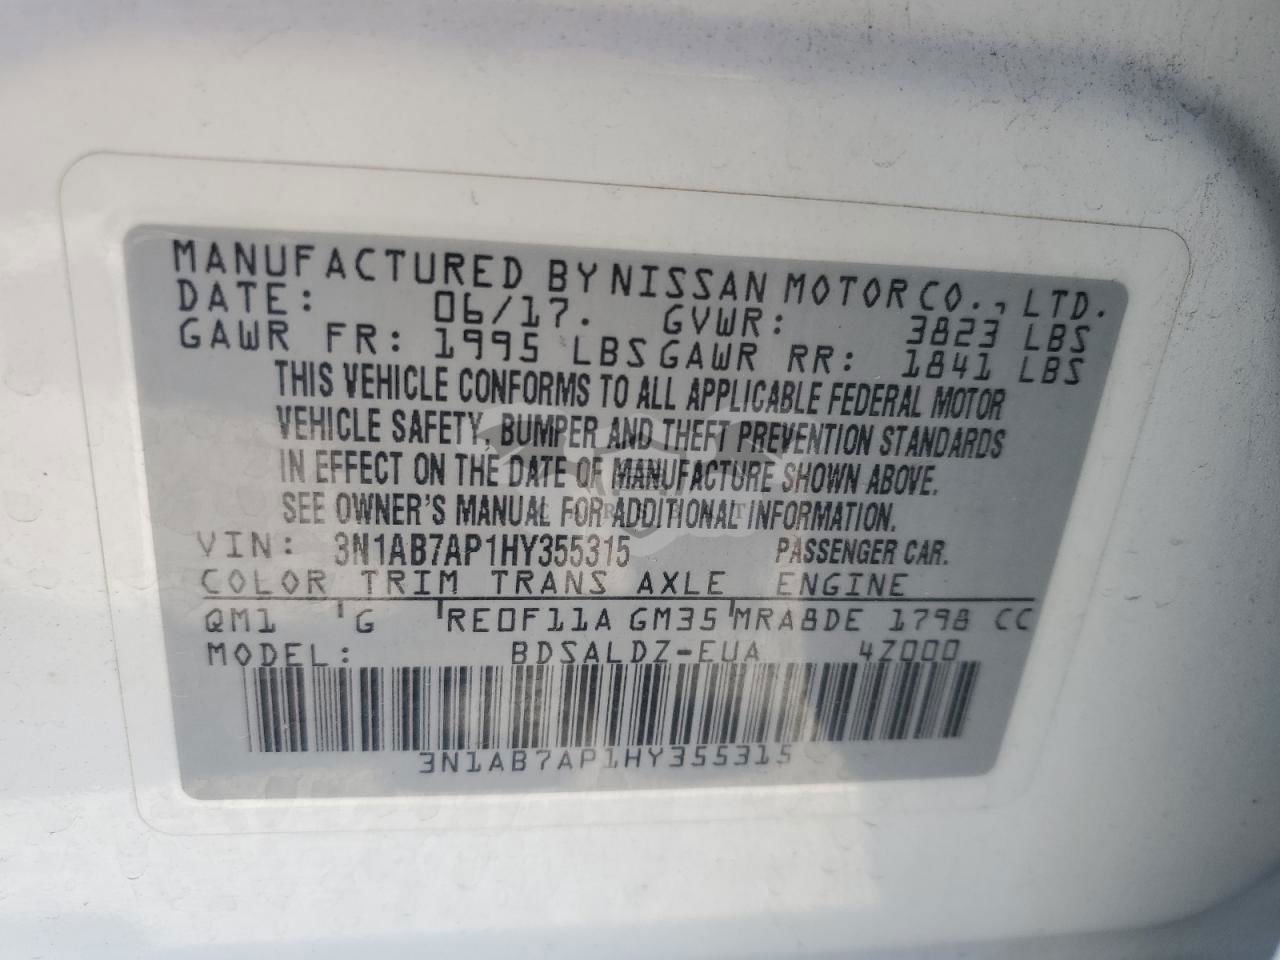 MANUFACTURED BY NISSAN MOTOR CO., LTD.
DATE: 06/17. GVWR: 3823 LBS
GAWR FR: 1995 LBS GAWR RR: 1841 LBS
THIS VEHICLE CONFORMS TO ALL APPLICABLE FEDERAL MOTOR
VEHICLE SAFETY, BUMPER AND THEFT PREVENTION STANDARDS
IN EFFECT ON THE DATE OF MANUFACTURE SHOWN ABOVE.
SEE OWNER'S MANUAL FOR ADDITIONAL INFORMATION.
VIN: 3N1AB7AP1HY355315 PASSENGER CAR.
COLOR TRIM TRANS AXLE ENGINE
QM1 'G 'RE0F11A GM35 'MRA8DE 1798 CC
MODEL: BDSALDZ-EUA 4Z000
3N1AB7AP1HY355315